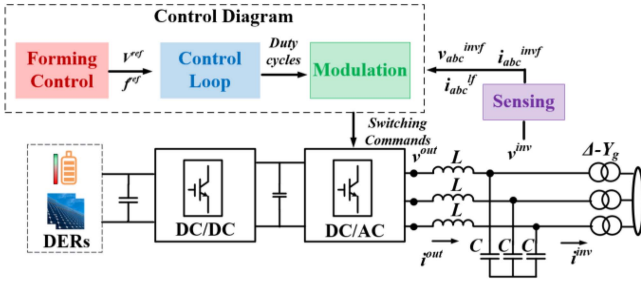 Control Diagram
Forming Control
V^ref
f^ref
Control Loop
Duty cycles
Modulation
v_abc^invf
i_abc^invf
i_abc^lf
Sensing
Switching Commands
v^out
L
v^inv
Δ-Y_g
L
L
DERs
DC/DC
DC/AC
i^out
C
C
C
i^inv